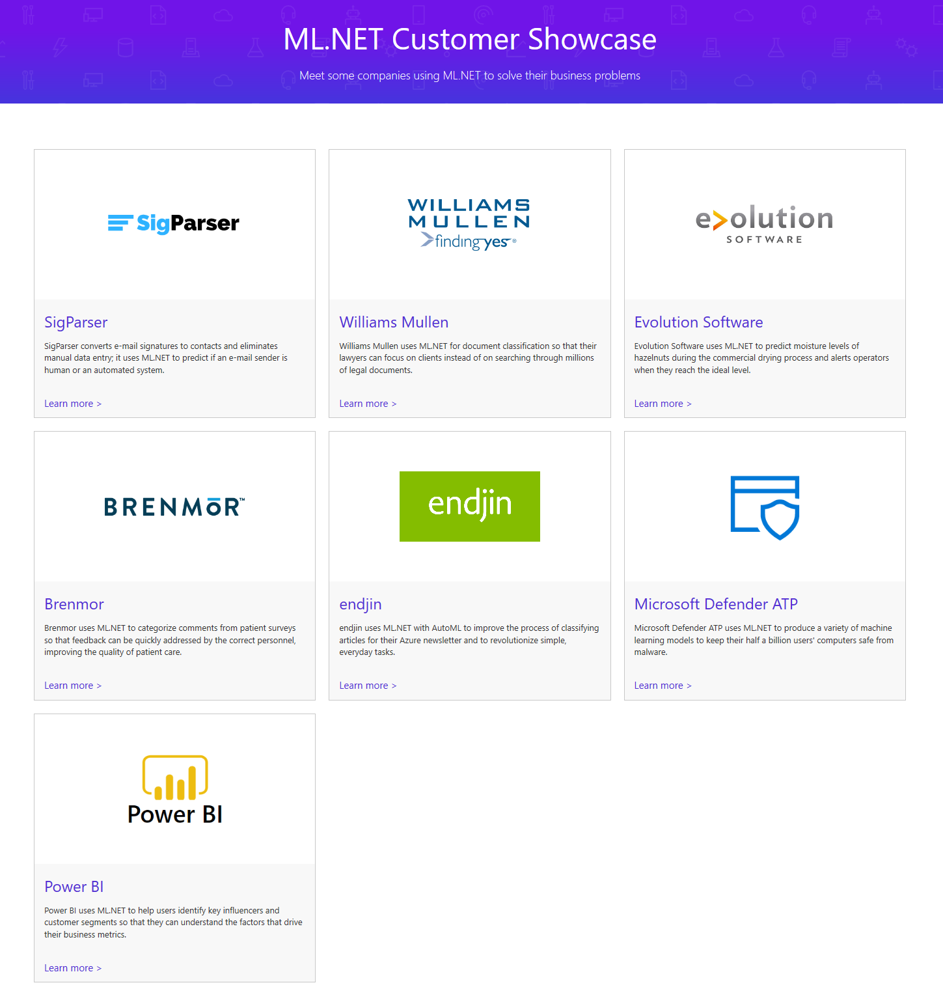 ML.NET Customer Showcase
Meet some companies using ML.NET to solve their business problems
SigParser
SigParser
SigParser converts e-mail signatures to contacts and eliminates
manual data entry; it uses ML.NET to predict if an e-mail sender is
human or an automated system.
Learn more >
WILLIAMS
MULLEN
finding yes®
Williams Mullen
Williams Mullen uses ML.NET for document classification so that their
lawyers can focus on clients instead of on searching through millions
of legal documents.
Learn more >
evolution
SOFTWARE
Evolution Software
Evolution Software uses ML.NET to predict moisture levels of
hazelnuts during the commercial drying process and alerts operators
when they reach the ideal level.
Learn more >
BRENMŌR™
Brenmor
Brenmor uses ML.NET to categorize comments from patient surveys
so that feedback can be quickly addressed by the correct personnel,
improving the quality of patient care.
Learn more >
endjin
endjin
endjin uses ML.NET with AutoML to improve the process of classifying
articles for their Azure newsletter and to revolutionize simple,
everyday tasks.
Learn more >
Microsoft Defender ATP
Microsoft Defender ATP uses ML.NET to produce a variety of machine
learning models to keep their half a billion users' computers safe from
malware.
Learn more >
Power BI
Power BI
Power BI uses ML.NET to help users identify key influencers and
customer segments so that they can understand the factors that drive
their business metrics.
Learn more >